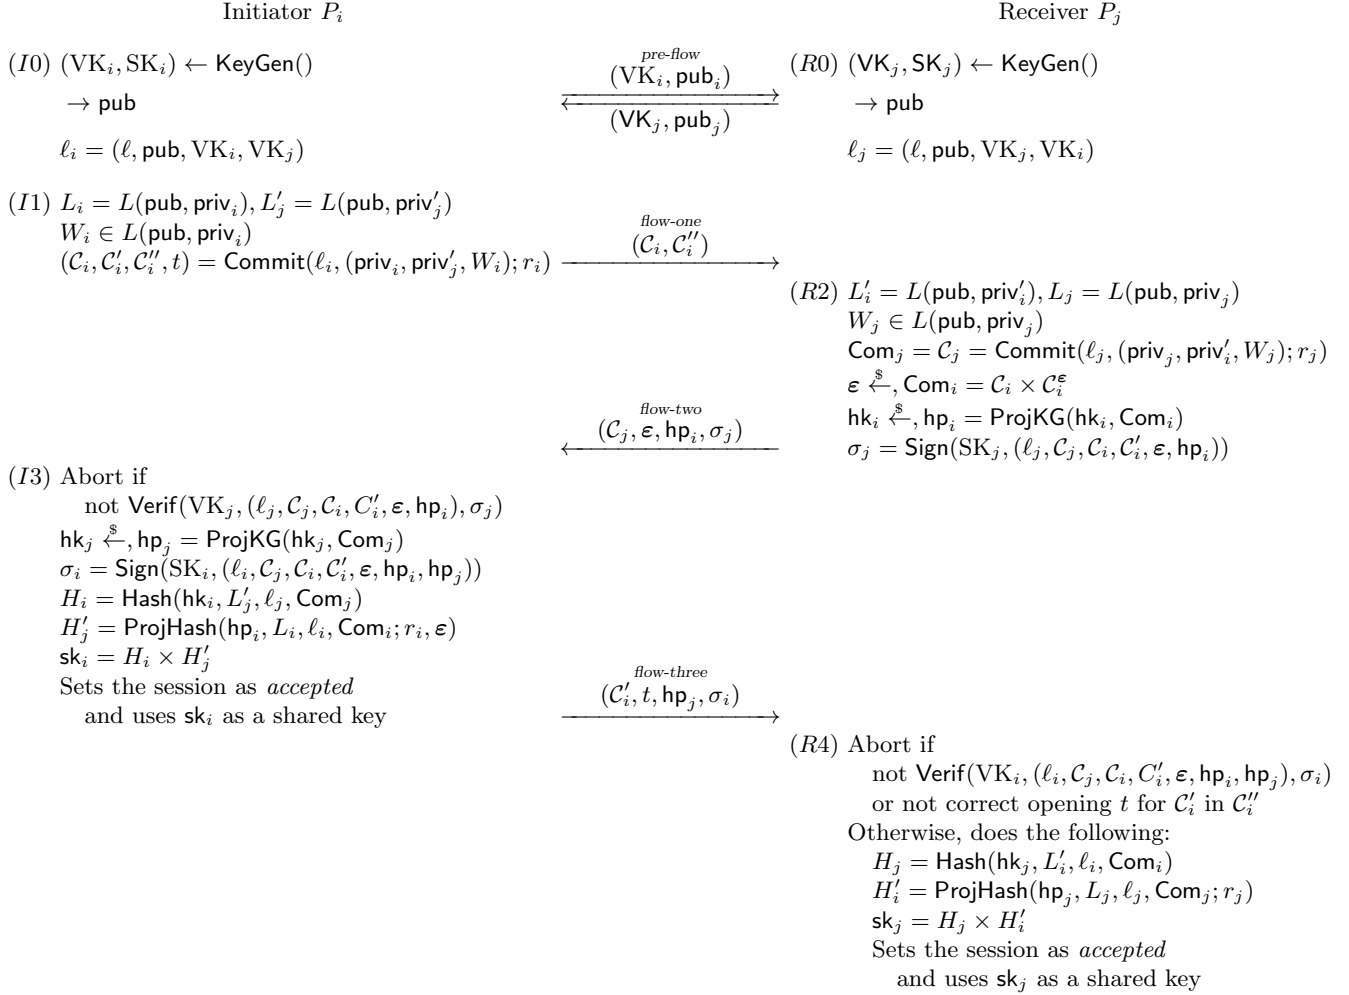 Initiator P_i
Receiver P_j
(I0) (VK_i, SK_i) ← KeyGen()
→ pub
ℓ_i = (ℓ, pub, VK_i, VK_j)
pre-flow
(VK_i, pub_i)
(VK_j, pub_j)
(R0) (VK_j, SK_j) ← KeyGen()
→ pub
ℓ_j = (ℓ, pub, VK_j, VK_i)
(I1) L_i = L(pub, priv_i), L'_j = L(pub, priv'_j)
W_i ∈ L(pub, priv_i)
(C_i, C'_i, C''_i, t) = Commit(ℓ_i, (priv_i, priv'_j, W_i); r_i)
flow-one
(C_i, C''_i)
(R2) L'_i = L(pub, priv'_i), L_j = L(pub, priv_j)
W_j ∈ L(pub, priv_j)
Com_j = C_j = Commit(ℓ_j, (priv_j, priv'_i, W_j); r_j)
ε ←$, Com_i = C_i × C_i^ε
hk_i ←$, hp_i = ProjKG(hk_i, Com_i)
σ_j = Sign(SK_j, (ℓ_j, C_j, C_i, C'_i, ε, hp_i))
flow-two
(C_j, ε, hp_i, σ_j)
(I3) Abort if
not Verif(VK_j, (ℓ_j, C_j, C_i, C'_i, ε, hp_i), σ_j)
hk_j ←$, hp_j = ProjKG(hk_j, Com_j)
σ_i = Sign(SK_i, (ℓ_i, C_j, C_i, C'_i, ε, hp_i, hp_j))
H_i = Hash(hk_i, L'_j, ℓ_j, Com_j)
H'_j = ProjHash(hp_i, L_i, ℓ_i, Com_i; r_i, ε)
sk_i = H_i × H'_j
Sets the session as accepted
and uses sk_i as a shared key
flow-three
(C'_i, t, hp_j, σ_i)
(R4) Abort if
not Verif(VK_i, (ℓ_i, C_j, C_i, C'_i, ε, hp_i, hp_j), σ_i)
or not correct opening t for C'_i in C''_i
Otherwise, does the following:
H_j = Hash(hk_j, L'_i, ℓ_i, Com_i)
H'_i = ProjHash(hp_j, L_j, ℓ_j, Com_j; r_j)
sk_j = H_j × H'_i
Sets the session as accepted
and uses sk_j as a shared key